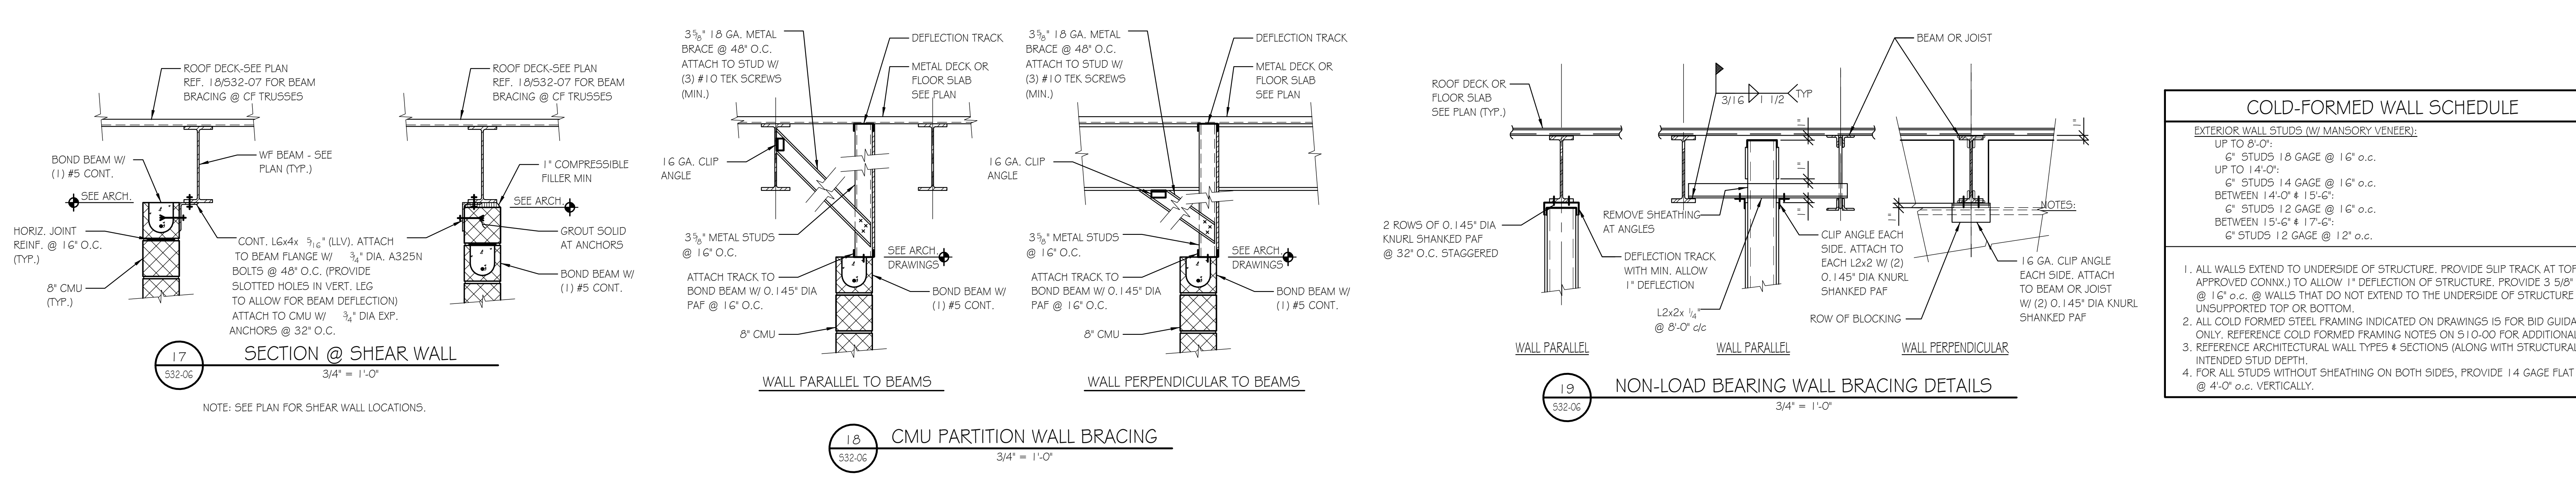 ROOF DECK-SEE PLAN
REF. 18/S32-07 FOR BEAM
BRACING @ CF TRUSSES
BOND BEAM W/
(1) #5 CONT.
WF BEAM - SEE
PLAN (TYP.)
SEE ARCH.
HORIZ. JOINT
REINF. @ 16" O.C.
(TYP.)
8" CMU
(TYP.)
CONT. L6x4x 5/16" (LLV). ATTACH
TO BEAM FLANGE W/ 3/4" DIA. A325N
BOLTS @ 48" O.C. (PROVIDE
SLOTTED HOLES IN VERT. LEG
TO ALLOW FOR BEAM DEFLECTION)
ATTACH TO CMU W/ 3/4" DIA EXP.
ANCHORS @ 32" O.C.
ROOF DECK-SEE PLAN
REF. 18/S32-07 FOR BEAM
BRACING @ CF TRUSSES
1" COMPRESSIBLE
FILLER MIN
SEE ARCH.
GROUT SOLID
AT ANCHORS
BOND BEAM W/
(1) #5 CONT.
17
S32-06
SECTION @ SHEAR WALL
3/4" = 1'-0"
NOTE: SEE PLAN FOR SHEAR WALL LOCATIONS.
3 5/8" 18 GA. METAL
BRACE @ 48" O.C.
ATTACH TO STUD W/
(3) #10 TEK SCREWS
(MIN.)
DEFLECTION TRACK
METAL DECK OR
FLOOR SLAB
SEE PLAN
16 GA. CLIP
ANGLE
3 5/8" METAL STUDS
@ 16" O.C.
SEE ARCH.
DRAWINGS
ATTACH TRACK TO
BOND BEAM W/ 0.145" DIA
PAF @ 16" O.C.
BOND BEAM W/
(1) #5 CONT.
8" CMU
WALL PARALLEL TO BEAMS
3 5/8" 18 GA. METAL
BRACE @ 48" O.C.
ATTACH TO STUD W/
(3) #10 TEK SCREWS
(MIN.)
DEFLECTION TRACK
METAL DECK OR
FLOOR SLAB
SEE PLAN
16 GA. CLIP
ANGLE
3 5/8" METAL STUDS
@ 16" O.C.
SEE ARCH.
DRAWINGS
ATTACH TRACK TO
BOND BEAM W/ 0.145" DIA
PAF @ 16" O.C.
BOND BEAM W/
(1) #5 CONT.
8" CMU
WALL PERPENDICULAR TO BEAMS
18
S32-06
CMU PARTITION WALL BRACING
3/4" = 1'-0"
ROOF DECK OR
FLOOR SLAB
SEE PLAN (TYP.)
BEAM OR JOIST
3/16 1 1/2 TYP
1"
1"
1"
1"
1"
2 ROWS OF 0.145" DIA
KNURL SHANKED PAF
@ 32" O.C. STAGGERED
REMOVE SHEATHING
AT ANGLES
DEFLECTION TRACK
WITH MIN. ALLOW
1" DEFLECTION
L2x2x 1/4"
@ 8'-0" c/c
CLIP ANGLE EACH
SIDE. ATTACH TO
EACH L2x2 W/ (2)
0.145" DIA KNURL
SHANKED PAF
ROW OF BLOCKING
16 GA. CLIP ANGLE
EACH SIDE. ATTACH
TO BEAM OR JOIST
W/ (2) 0.145" DIA KNURL
SHANKED PAF
NOTES:
WALL PARALLEL
WALL PARALLEL
WALL PERPENDICULAR
19
S32-06
NON-LOAD BEARING WALL BRACING DETAILS
3/4" = 1'-0"
COLD-FORMED WALL SCHEDULE
EXTERIOR WALL STUDS (W/ MANSORY VENEER):
UP TO 8'-0":
6" STUDS 18 GAGE @ 16" o.c.
UP TO 14'-0":
6" STUDS 14 GAGE @ 16" o.c.
BETWEEN 14'-0" & 15'-6":
6" STUDS 12 GAGE @ 16" o.c.
BETWEEN 15'-6" & 17'-6":
6" STUDS 12 GAGE @ 12" o.c.
1. ALL WALLS EXTEND TO UNDERSIDE OF STRUCTURE. PROVIDE SLIP TRACK AT TOP
APPROVED CONNX.) TO ALLOW 1" DEFLECTION OF STRUCTURE. PROVIDE 3 5/8"
@ 16" o.c. @ WALLS THAT DO NOT EXTEND TO THE UNDERSIDE OF STRUCTURE
UNSUPPORTED TOP OR BOTTOM.
2. ALL COLD FORMED STEEL FRAMING INDICATED ON DRAWINGS IS FOR BID GUIDA
ONLY. REFERENCE COLD FORMED FRAMING NOTES ON S10-00 FOR ADDITIONAL
3. REFERENCE ARCHITECTURAL WALL TYPES & SECTIONS (ALONG WITH STRUCTURAL
INTENDED STUD DEPTH.
4. FOR ALL STUDS WITHOUT SHEATHING ON BOTH SIDES, PROVIDE 14 GAGE FLAT
@ 4'-0" o.c. VERTICALLY.